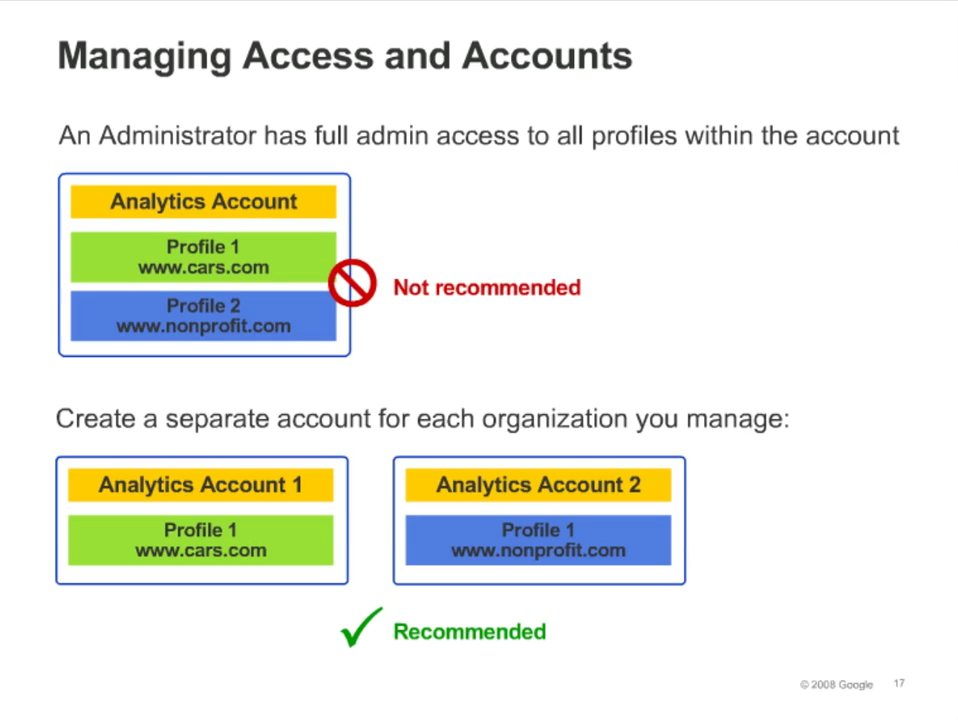 Managing Access and Accounts
An Administrator has full admin access to all profiles within the account
Analytics Account
Profile 1
www.cars.com
Profile 2
www.nonprofit.com
Not recommended
Create a separate account for each organization you manage:
Analytics Account 1
Profile 1
www.cars.com
Analytics Account 2
Profile 1
www.nonprofit.com
Recommended
© 2008 Google 17